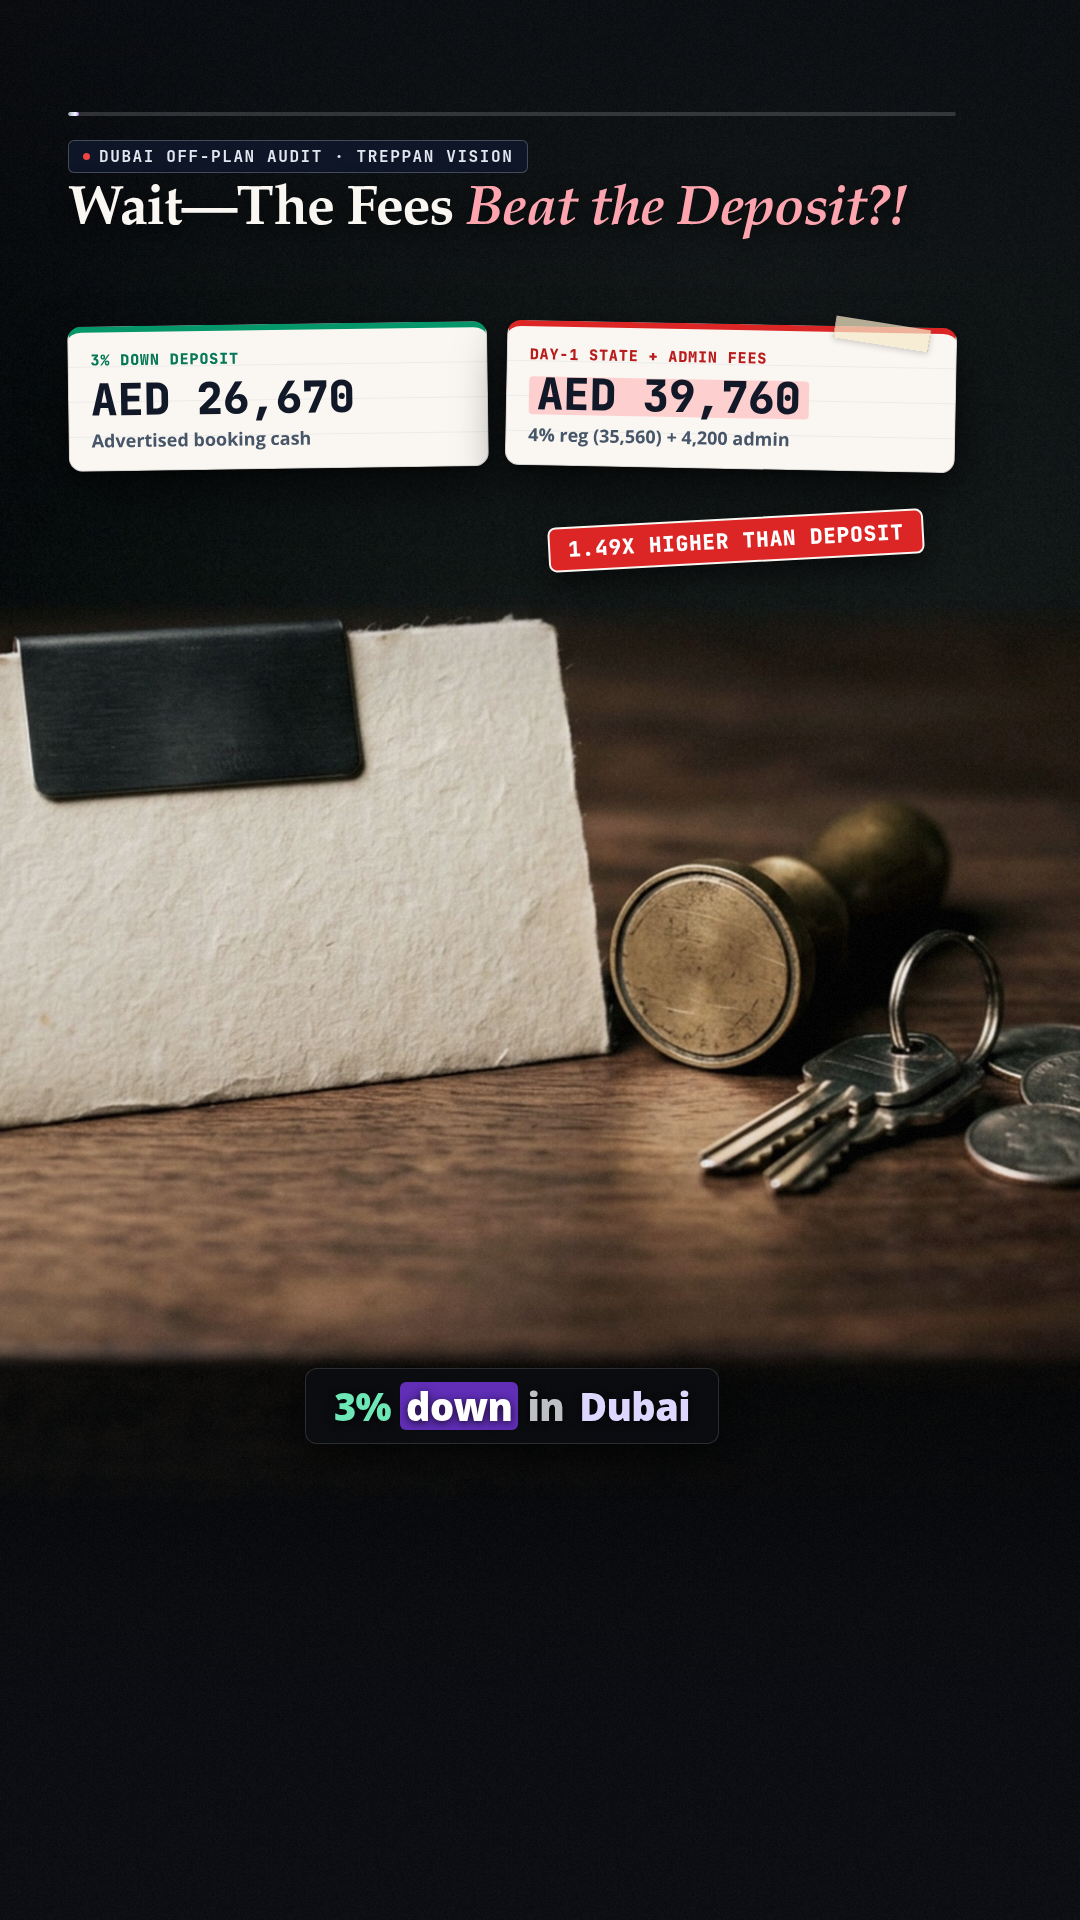 DUBAI OFF-PLAN AUDIT · TREPPAN VISION
Wait—The Fees Beat the Deposit?!
3% DOWN DEPOSIT
AED 26,670
Advertised booking cash
DAY-1 STATE + ADMIN FEES
AED 39,760
4% reg (35,560) + 4,200 admin
1.49X HIGHER THAN DEPOSIT
3% down in Dubai